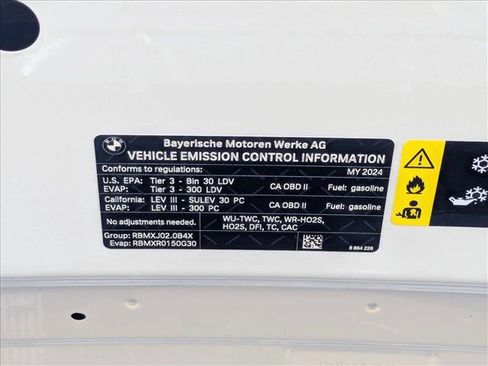 BMW
Bayerische Motoren Werke AG
VEHICLE EMISSION CONTROL INFORMATION
Conforms to regulations: MY 2024
U.S. EPA: Tier 3 - Bin 30 LDV CA OBD II Fuel: gasoline
EVAP: Tier 3 - 300 LDV
California: LEV III - SULEV 30 PC CA OBD II Fuel: gasoline
EVAP: LEV III - 300 PC
No adjustments needed. WU-TWC, TWC, WR-HO2S,
HO2S, DFI, TC, CAC
Group: RBMXJ02.0B4X
Evap: RBMXR0150G30 8 864 226